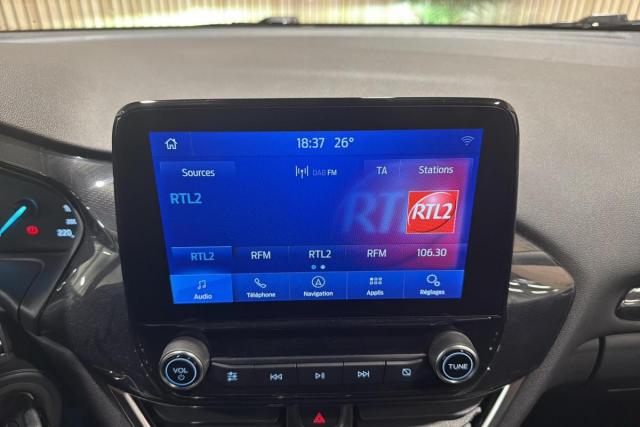 18:37 26°
Sources DAB FM TA Stations
RTL2
RTL2
RTL2 RFM RTL2 RFM 106.30
Audio Téléphone Navigation Applis Réglages
VOL TUNE
220